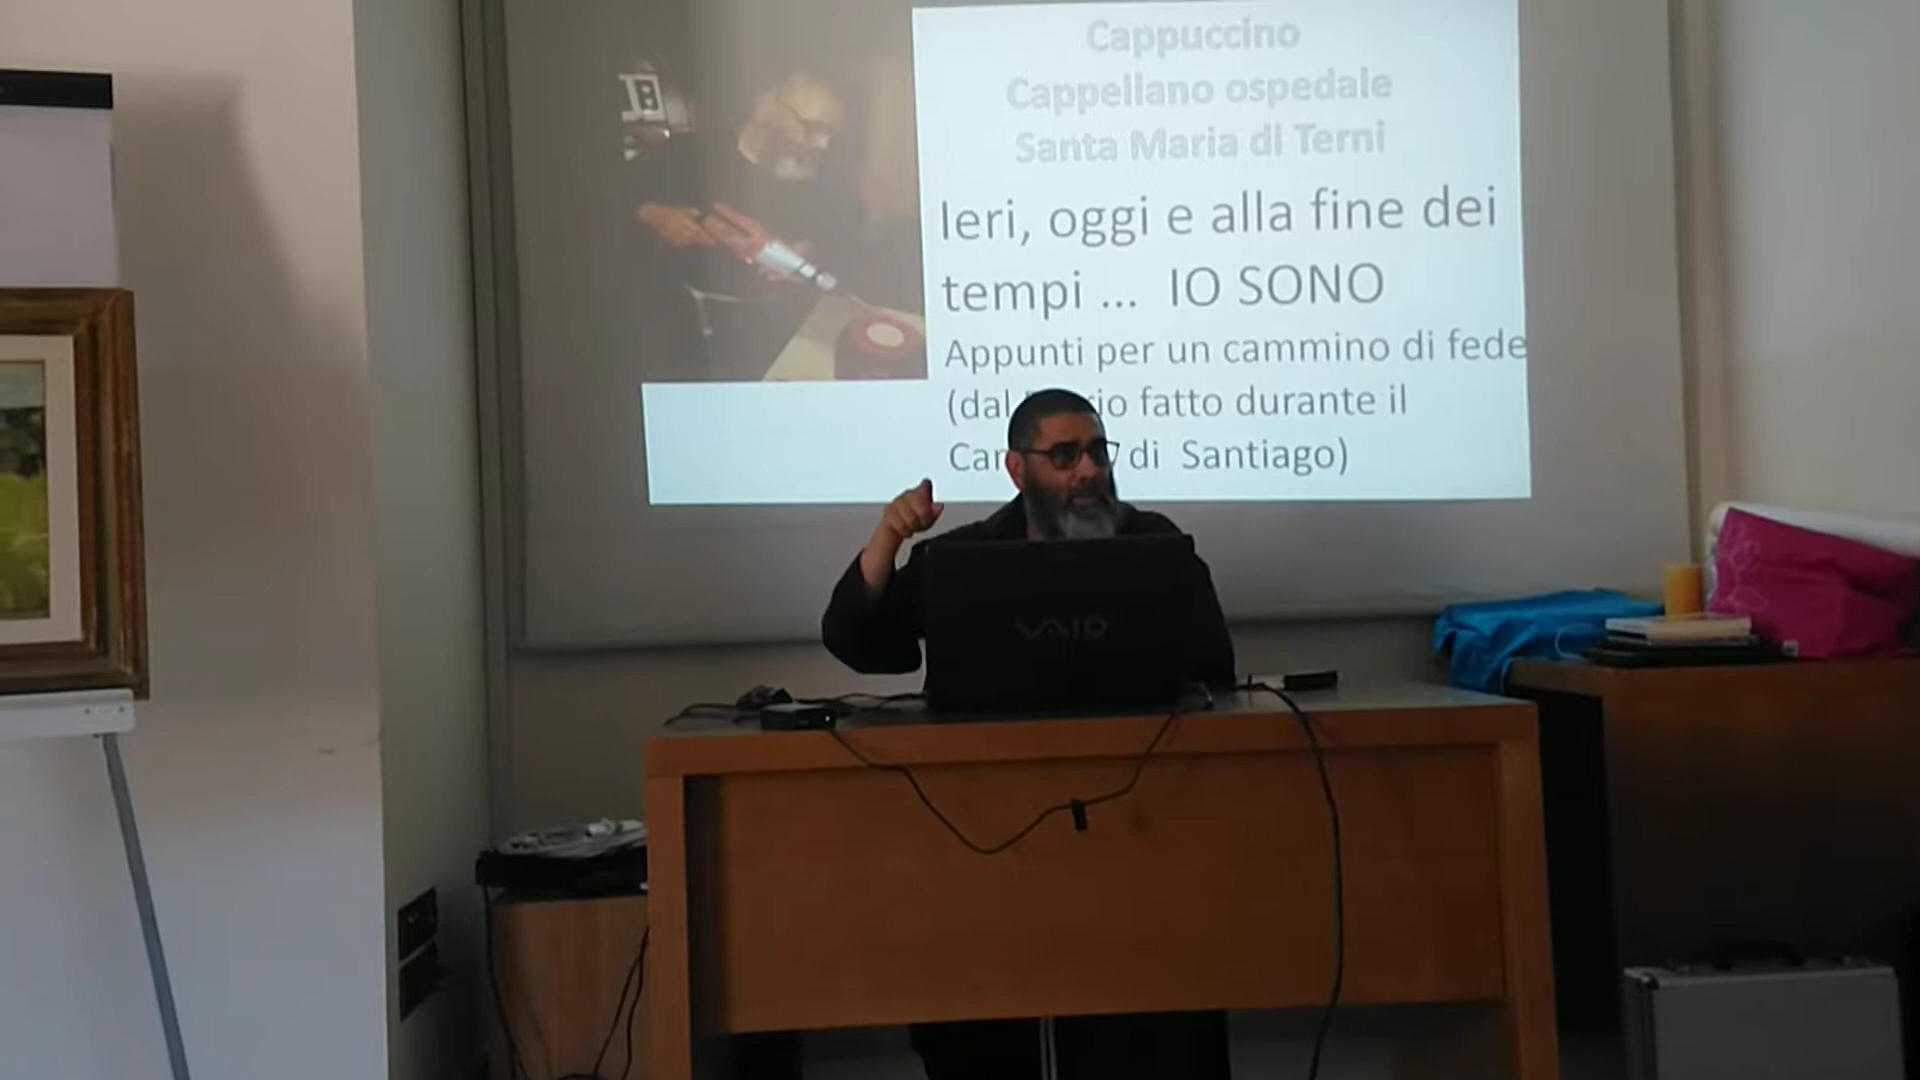 Cappuccino
Cappellano ospedale
Santa Maria di Terni
Ieri, oggi e alla fine dei
tempi ... IO SONO
Appunti per un cammino di fede
(dal fatto durante il
di Santiago)
VAIO